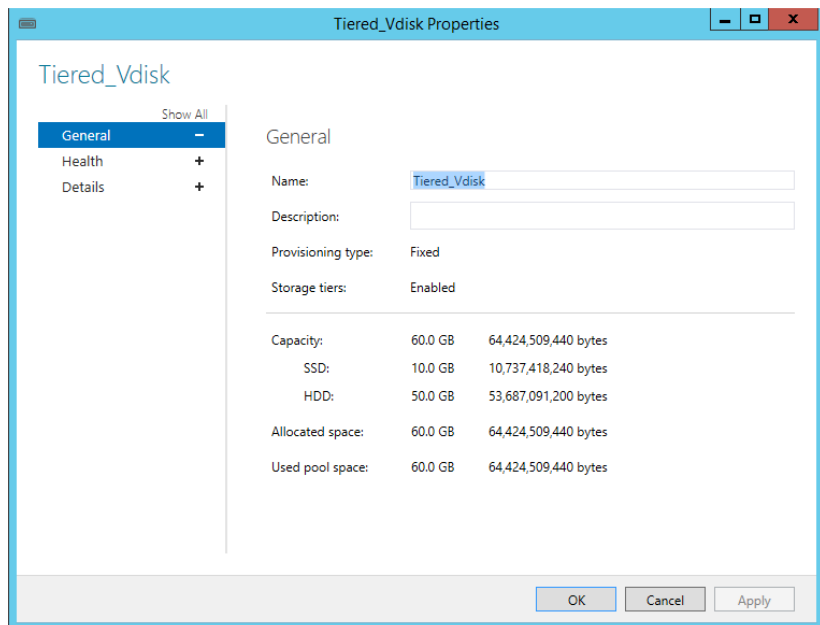 Tiered_Vdisk Properties
Tiered_Vdisk
Show All
General
Health
Details
General
Name: Tiered_Vdisk
Description:
Provisioning type: Fixed
Storage tiers: Enabled
Capacity: 60.0 GB 64,424,509,440 bytes
SSD: 10.0 GB 10,737,418,240 bytes
HDD: 50.0 GB 53,687,091,200 bytes
Allocated space: 60.0 GB 64,424,509,440 bytes
Used pool space: 60.0 GB 64,424,509,440 bytes
OK Cancel Apply